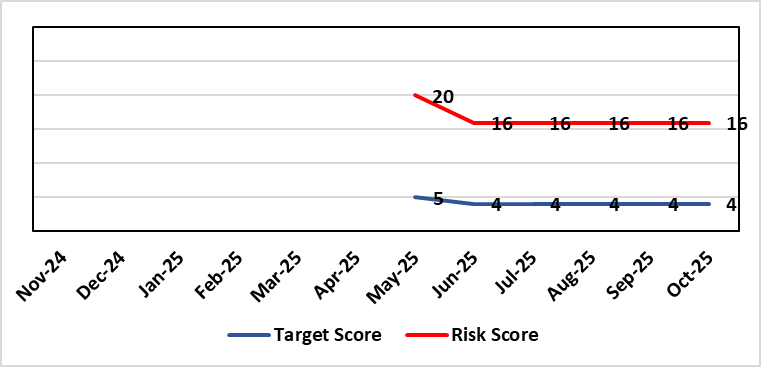 20
16 16 16 16 16
5 4 4 4 4 4
Nov-24 Dec-24 Jan-25 Feb-25 Mar-25 Apr-25 May-25 Jun-25 Jul-25 Aug-25 Sep-25 Oct-25
Target Score Risk Score